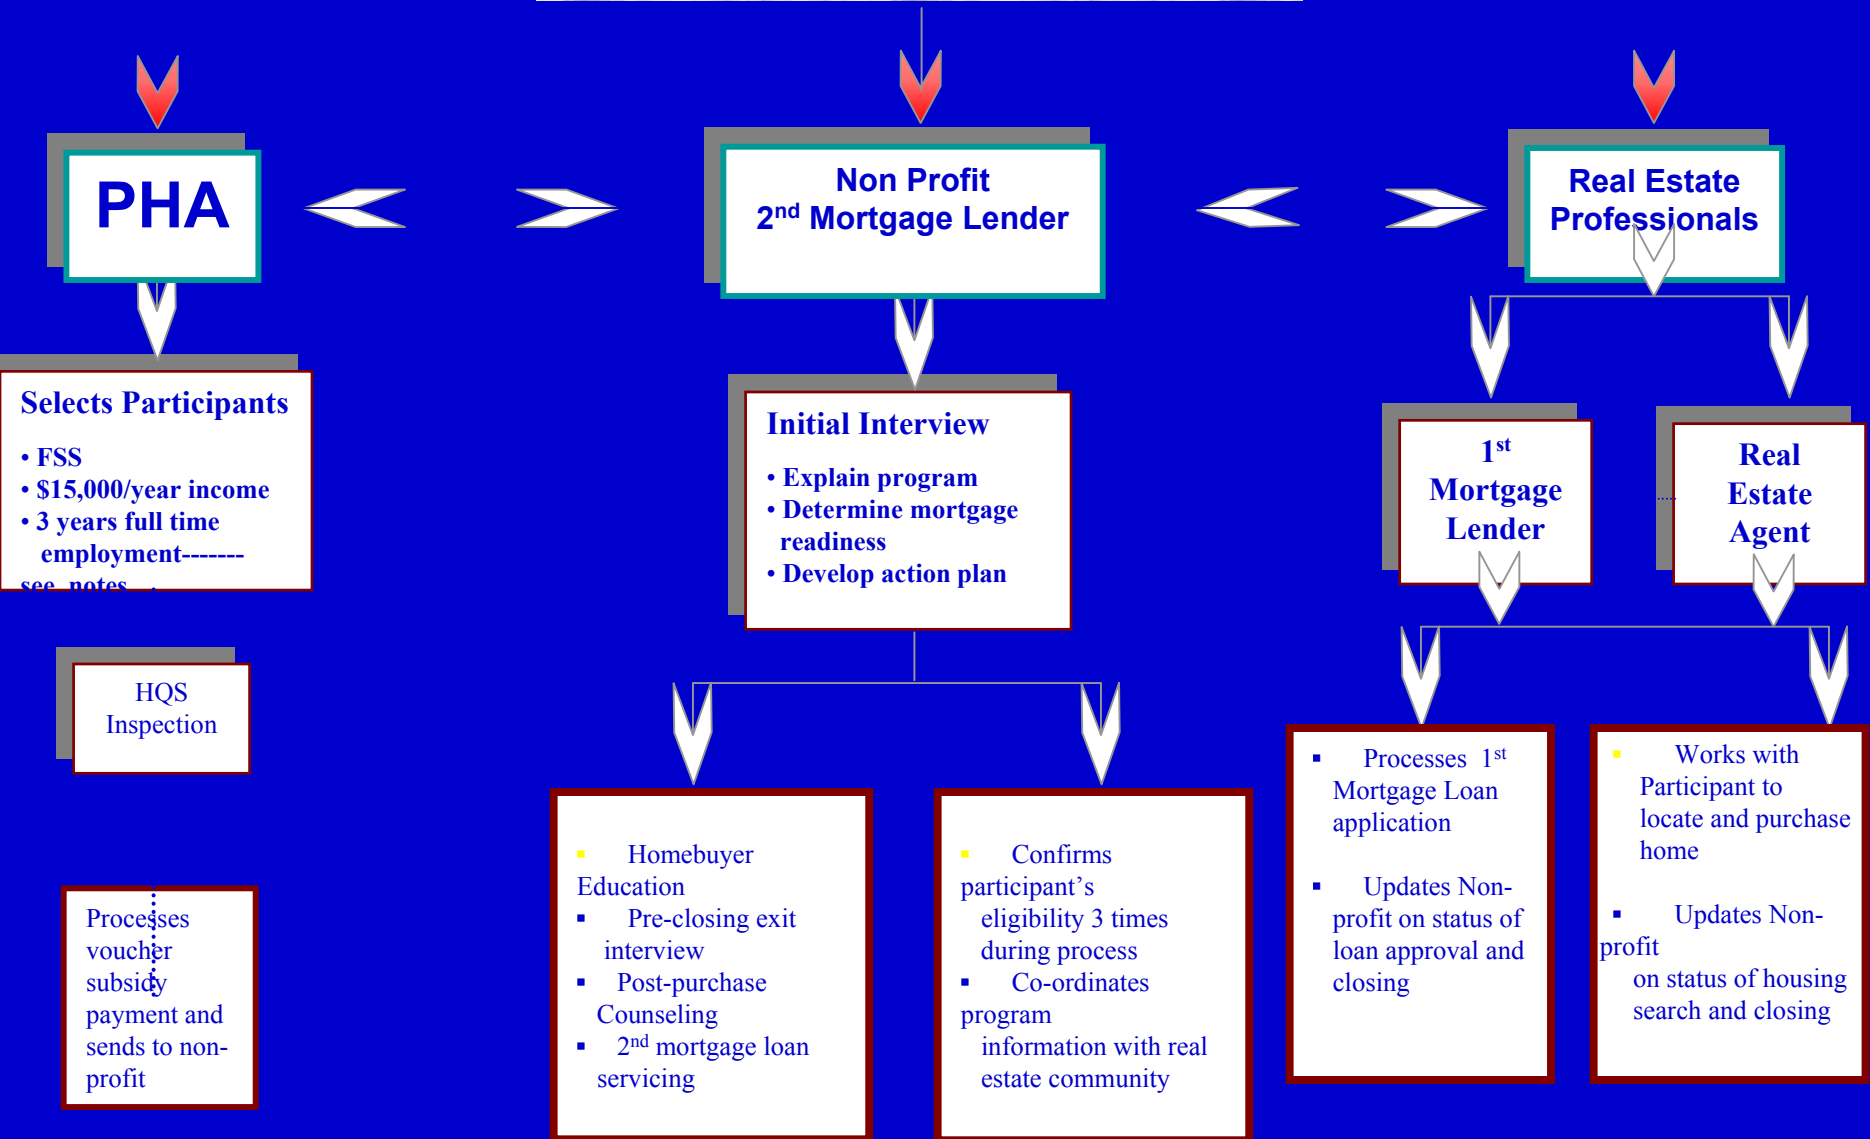 PHA
Non Profit
2nd Mortgage Lender
Real Estate
Professionals
Selects Participants
• FSS
• $15,000/year income
• 3 years full time
employment-------
see notes
Initial Interview
• Explain program
• Determine mortgage
readiness
• Develop action plan
1st
Mortgage
Lender
Real
Estate
Agent
HQS
Inspection
Processes
voucher
subsidy
payment and
sends to non-
profit
▪ Homebuyer
Education
▪ Pre-closing exit
interview
▪ Post-purchase
Counseling
▪ 2nd mortgage loan
servicing
▪ Confirms
participant’s
eligibility 3 times
during process
▪ Co-ordinates
program
information with real
estate community
▪ Processes 1st
Mortgage Loan
application
▪ Updates Non-
profit on status of
loan approval and
closing
▪ Works with
Participant to
locate and purchase
home
▪ Updates Non-
profit
on status of housing
search and closing